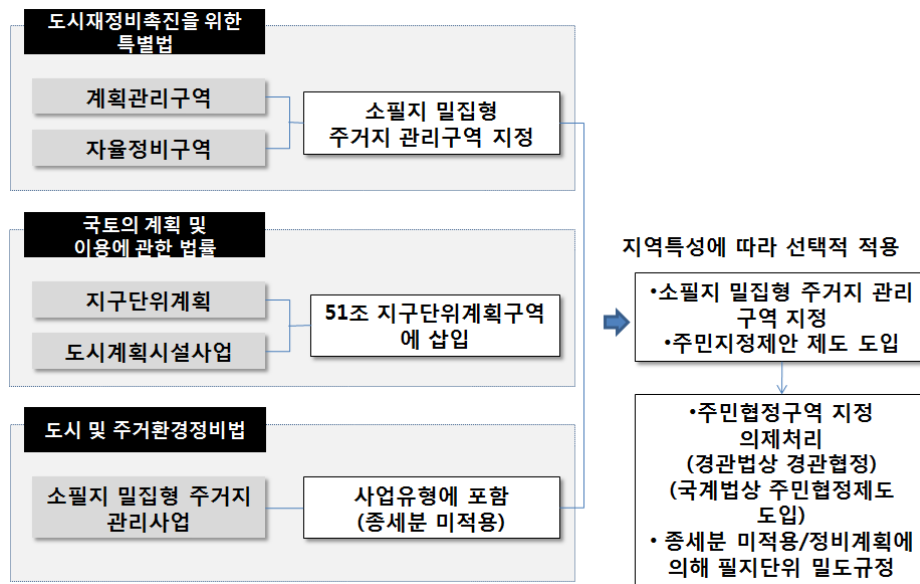 도시재정비촉진을 위한
특별법
계획관리구역
자율정비구역
소필지 밀집형
주거지 관리구역 지정
국토의 계획 및
이용에 관한 법률
지구단위계획
도시계획시설사업
51조 지구단위계획구역
에 삽입
도시 및 주거환경정비법
소필지 밀집형 주거지
관리사업
사업유형에 포함
(종세분 미적용)
지역특성에 따라 선택적 적용
•소필지 밀집형 주거지 관리
구역 지정
•주민지정제안 제도 도입
•주민협정구역 지정
의제처리
(경관법상 경관협정)
(국계법상 주민협정제도
도입)
• 종세분 미적용/정비계획에
의해 필지단위 밀도규정